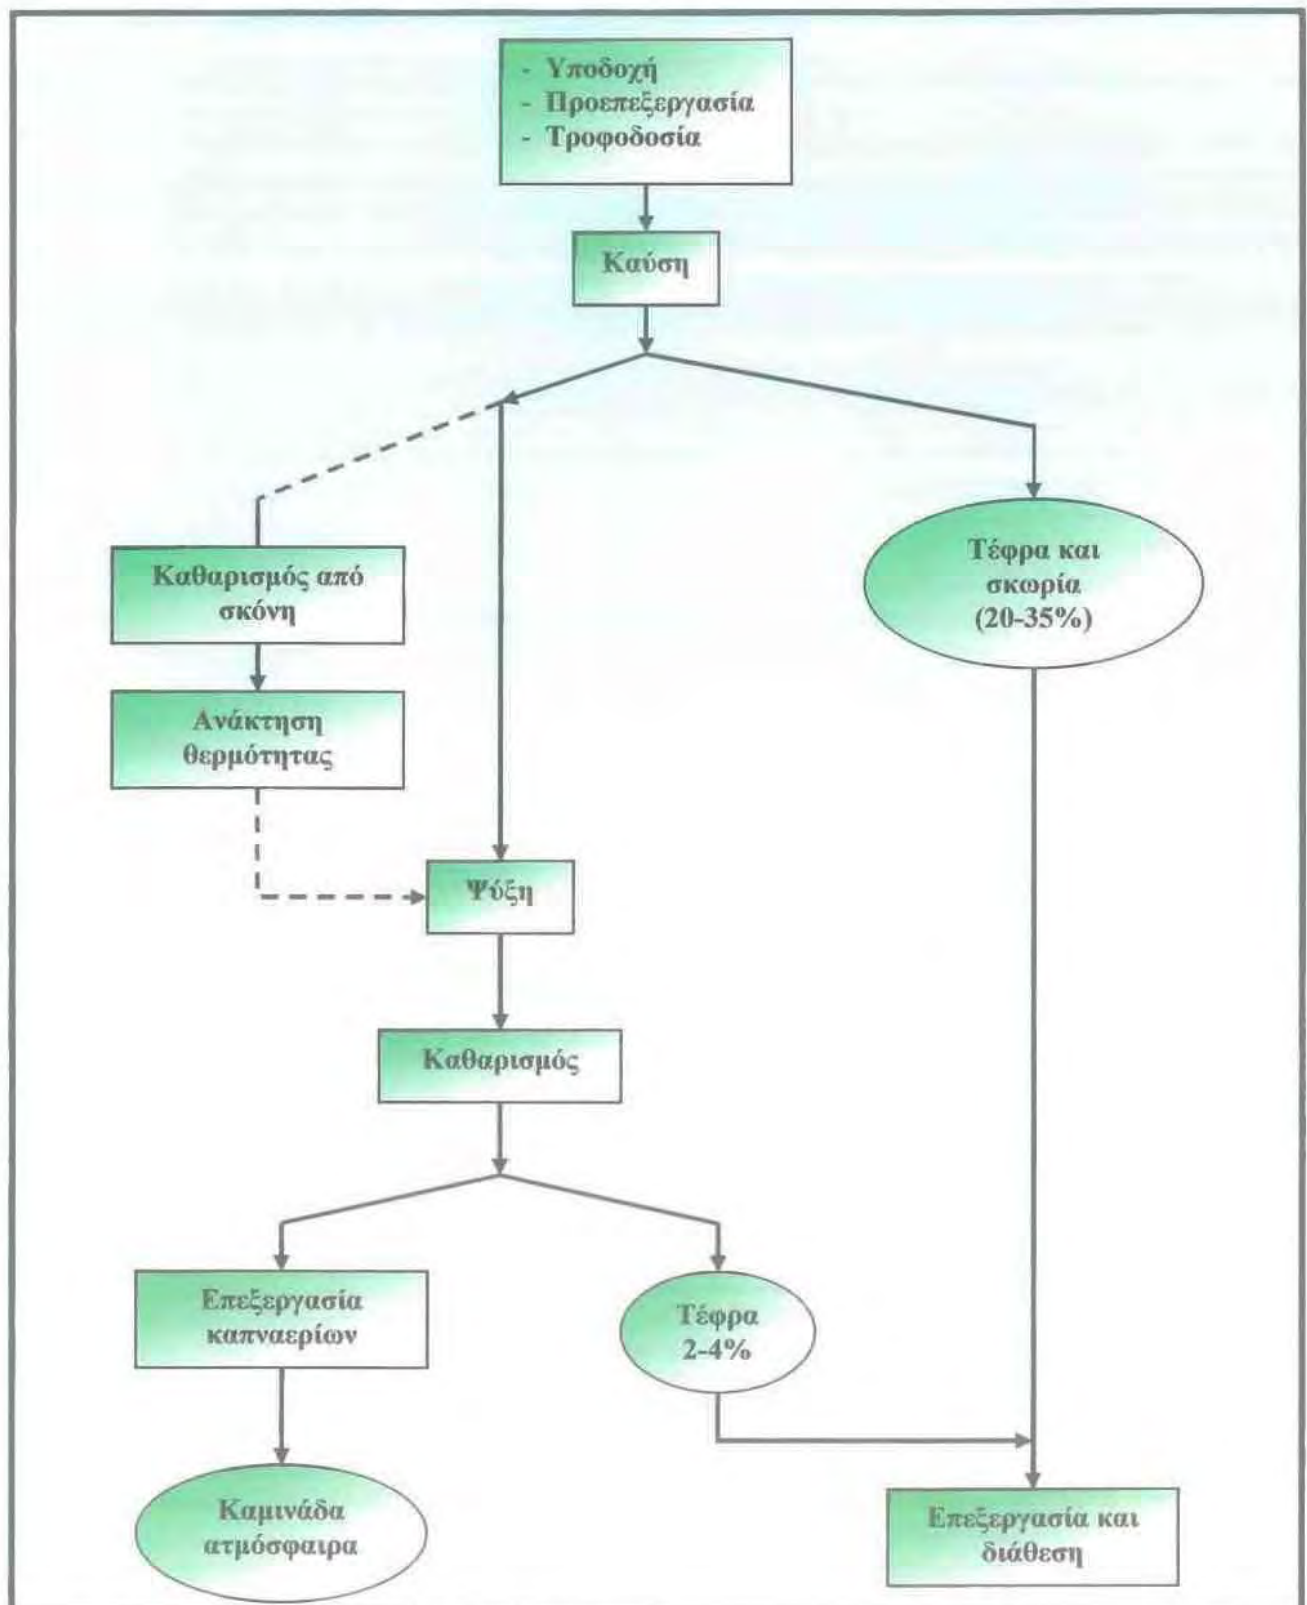 - Υποδοχή
- Προεπεξεργασία
- Τροφοδοσία
Καύση
Καθαρισμός από
σκόνη
Τέφρα και
σκωρία
(20-35%)
Ανάκτηση
θερμότητας
Ψύξη
Καθαρισμός
Επεξεργασία
καπναερίων
Τέφρα
2-4%
Καμινάδα
ατμόσφαιρα
Επεξεργασία και
διάθεση